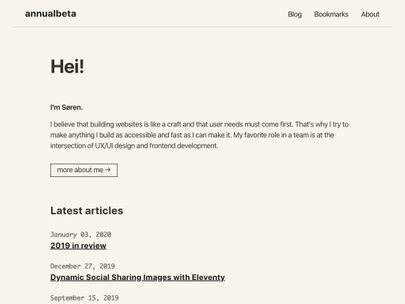 annualbeta
Blog Bookmarks About
Hei!
I'm Søren.
I believe that building websites is like a craft and that user needs must come first. That's why I try to
make anything I build as accessible and fast as I can make it. My favorite role in a team is at the
intersection of UX/UI design and frontend development.
more about me →
Latest articles
January 03, 2020
2019 in review
December 27, 2019
Dynamic Social Sharing Images with Eleventy
September 15, 2019